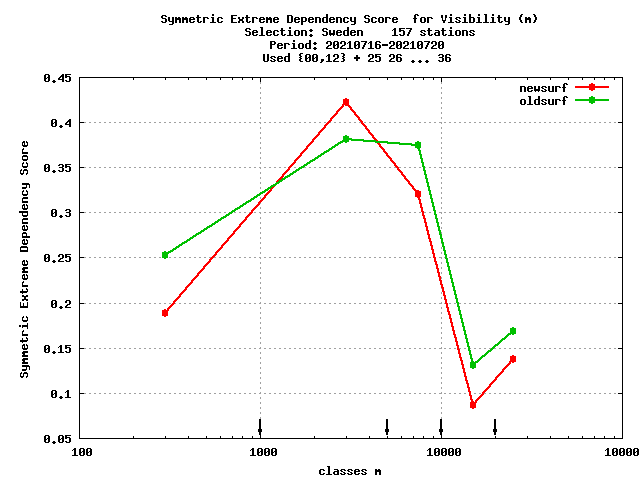 Symmetric Extreme Dependency Score  for Visibility (m)
Selection: Sweden    157 stations
Period: 20210716-20210720
Used {00,12} + 25 26 ... 36
newsurf
oldsurf
Symmetric Extreme Dependency Score
0.45
0.4
0.35
0.3
0.25
0.2
0.15
0.1
0.05
100 1000 10000 10000
classes m